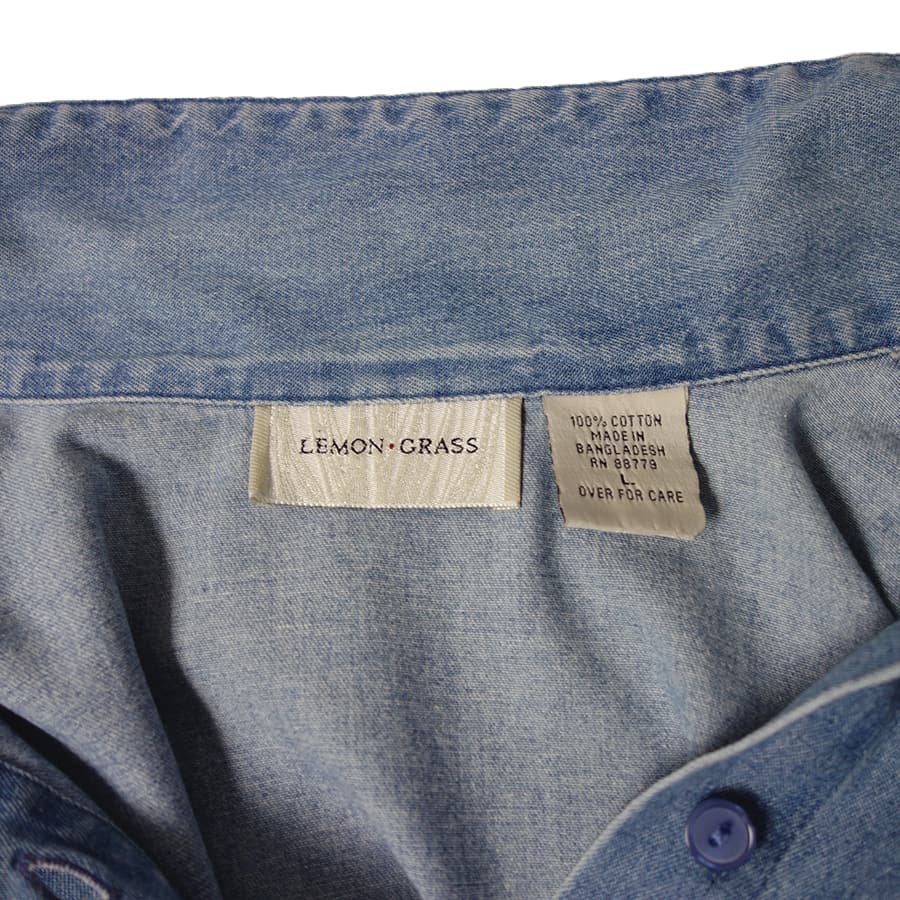 LEMON·GRASS
100% COTTON
MADE IN
BANGLADESH
RN 88779
L
OVER FOR CARE